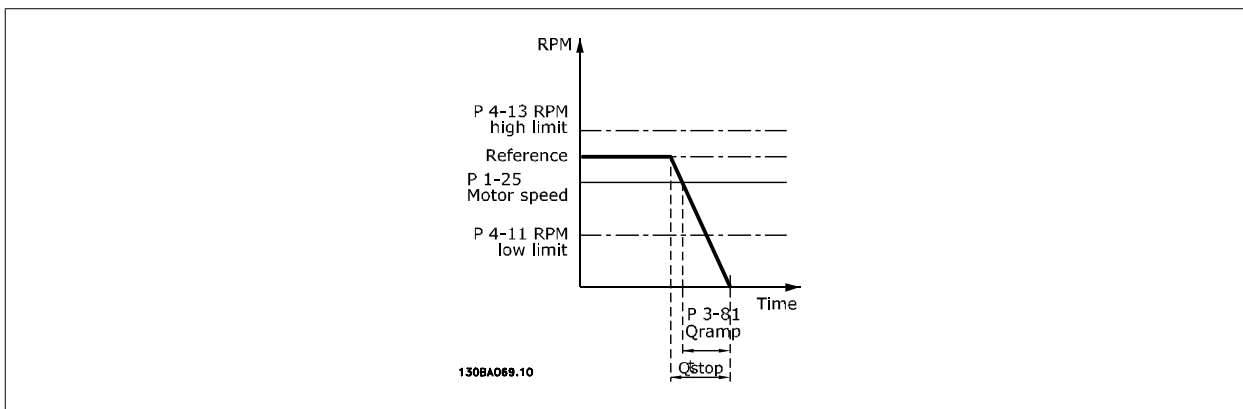 RPM
P 4-13 RPM
high limit
Reference
P 1-25
Motor speed
P 4-11 RPM
low limit
Time
P 3-81
Qramp
Qstop
130BA069.10